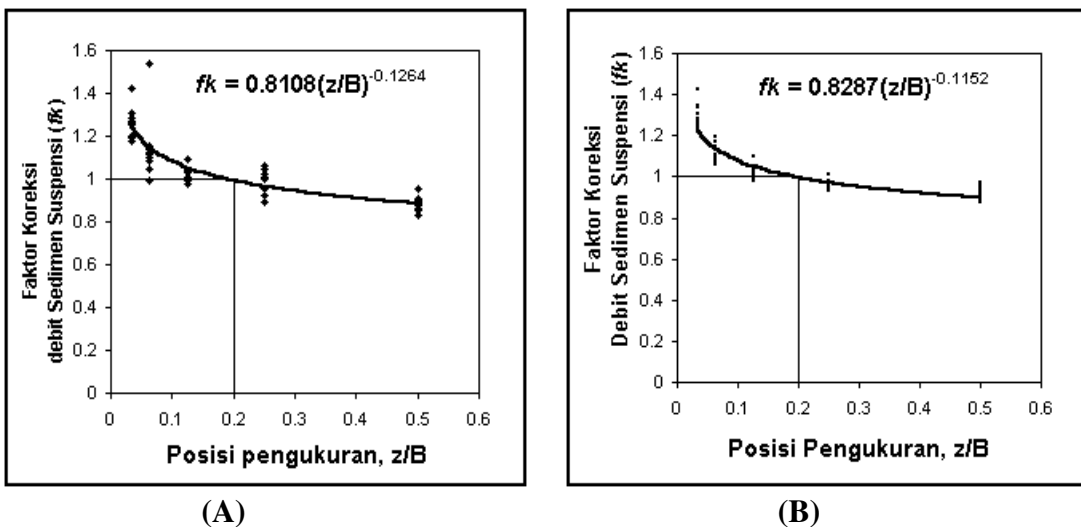 1.6
1.4
1.2
1
0.8
0.6
0.4
0.2
0
Faktor Koreksi
debit Sedimen Suspensi (fk)
fk = 0.8108(z/B)^-0.1264
0 0.1 0.2 0.3 0.4 0.5 0.6
Posisi pengukuran, z/B
(A)
1.6
1.4
1.2
1
0.8
0.6
0.4
0.2
0
Faktor Koreksi
Debit Sedimen Suspensi (fk)
fk = 0.8287(z/B)^-0.1152
0 0.1 0.2 0.3 0.4 0.5 0.6
Posisi Pengukuran, z/B
(B)